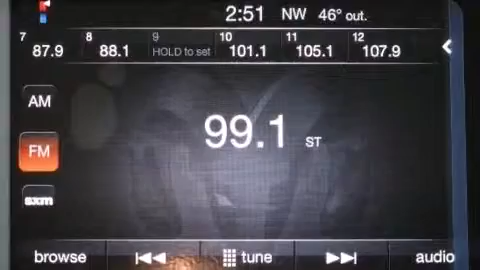 2:51 NW 46° out.
7 8 9 10 11 12
87.9 88.1 HOLD to set 101.1 105.1 107.9
AM
99.1 ST
FM
sxm
browse tune audio